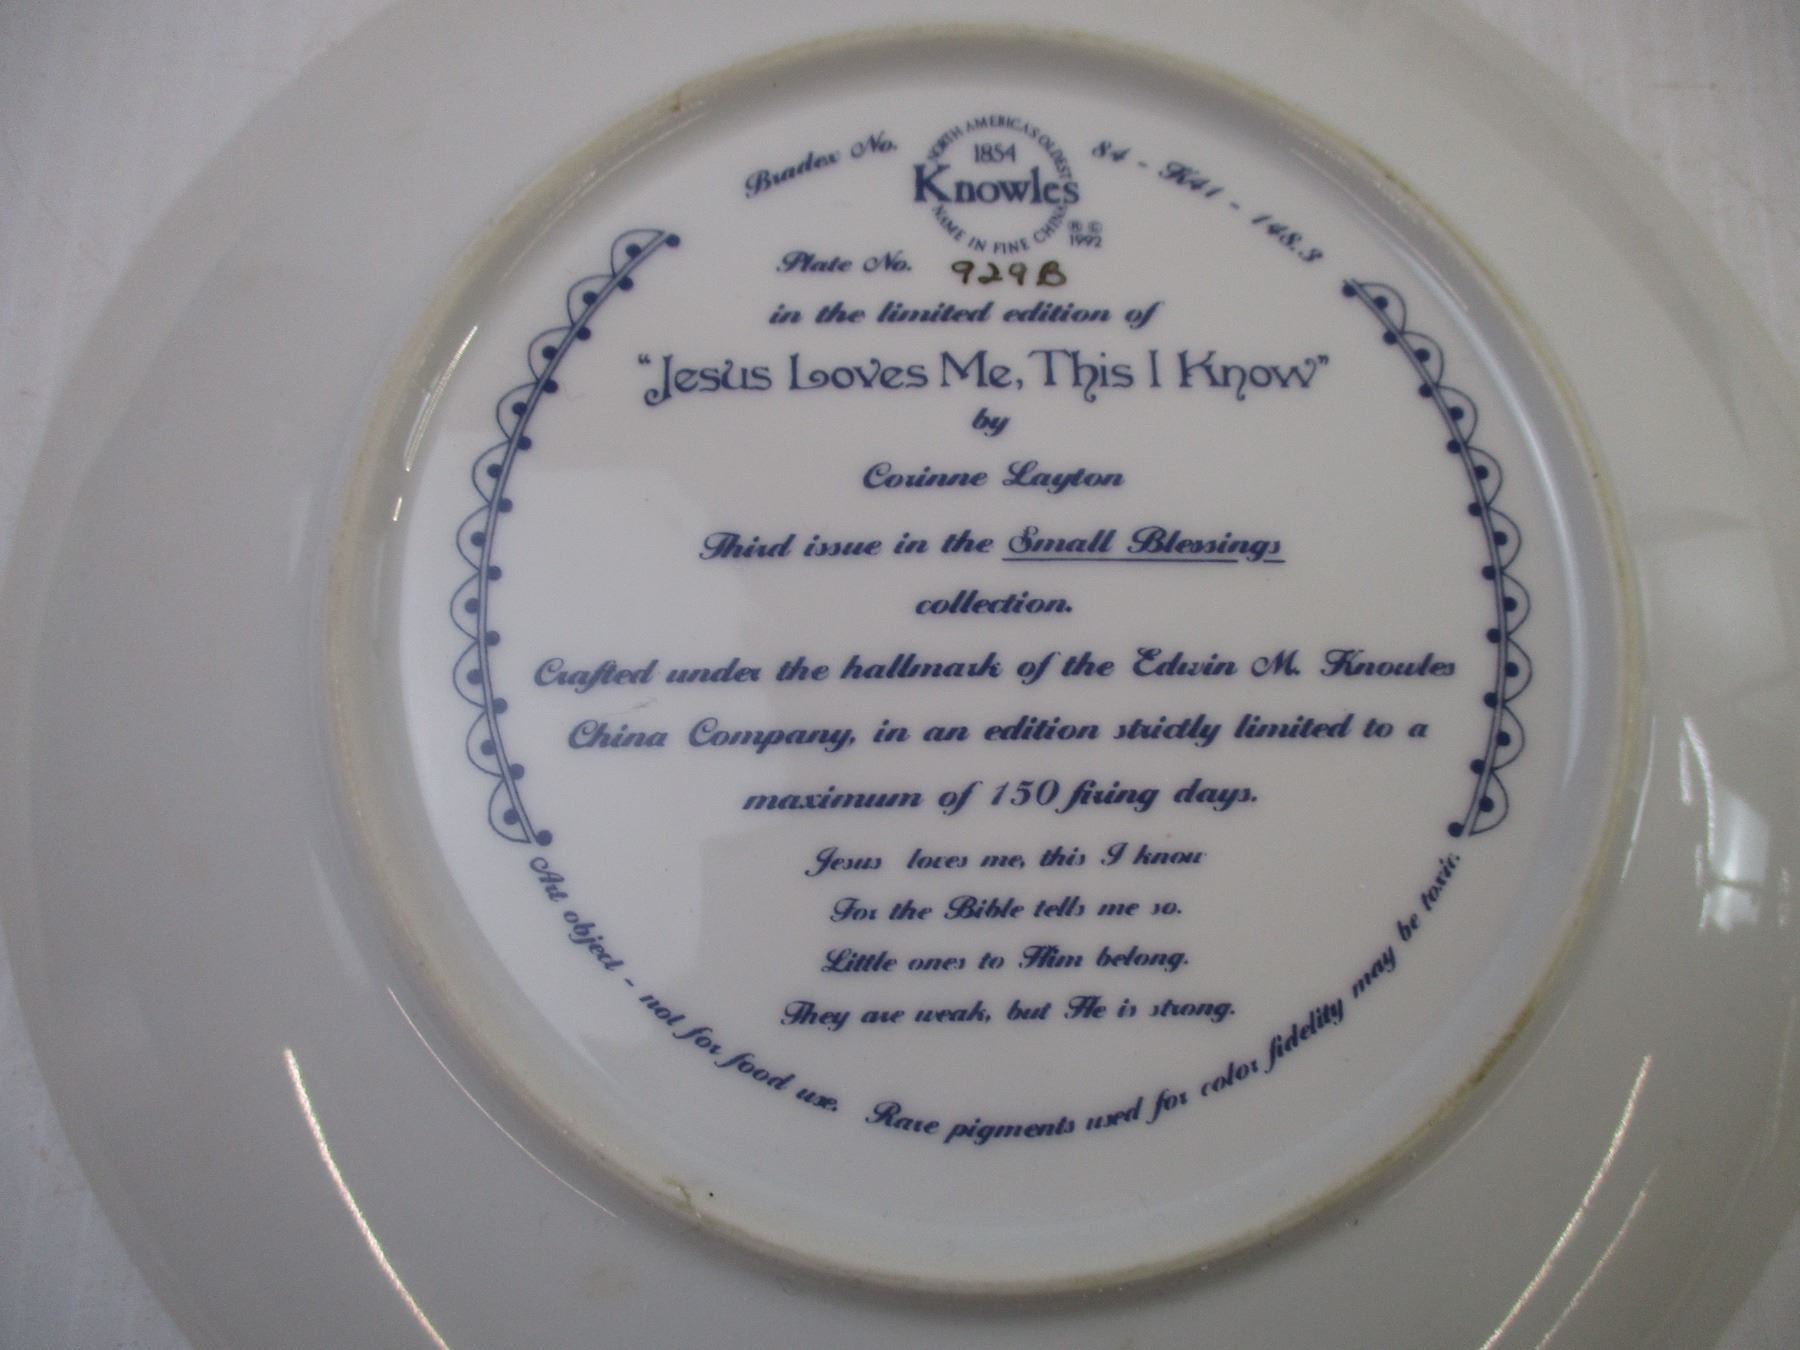 Bradex No. 84 - K41 - 148.3
NORTH AMERICA'S OLDEST
1854
Knowles
NAME IN FINE CHINA
® ©
1992
Plate No. 929B
in the limited edition of
"Jesus Loves Me, This I Know"
by
Corinne Layton
Third issue in the Small Blessings
collection.
Crafted under the hallmark of the Edwin M. Knowles
China Company, in an edition strictly limited to a
maximum of 150 firing days.
Jesus loves me, this I know
For the Bible tells me so.
Little ones to Him belong.
They are weak, but He is strong.
Art object - not for food use. Rare pigments used for color fidelity may be toxic.